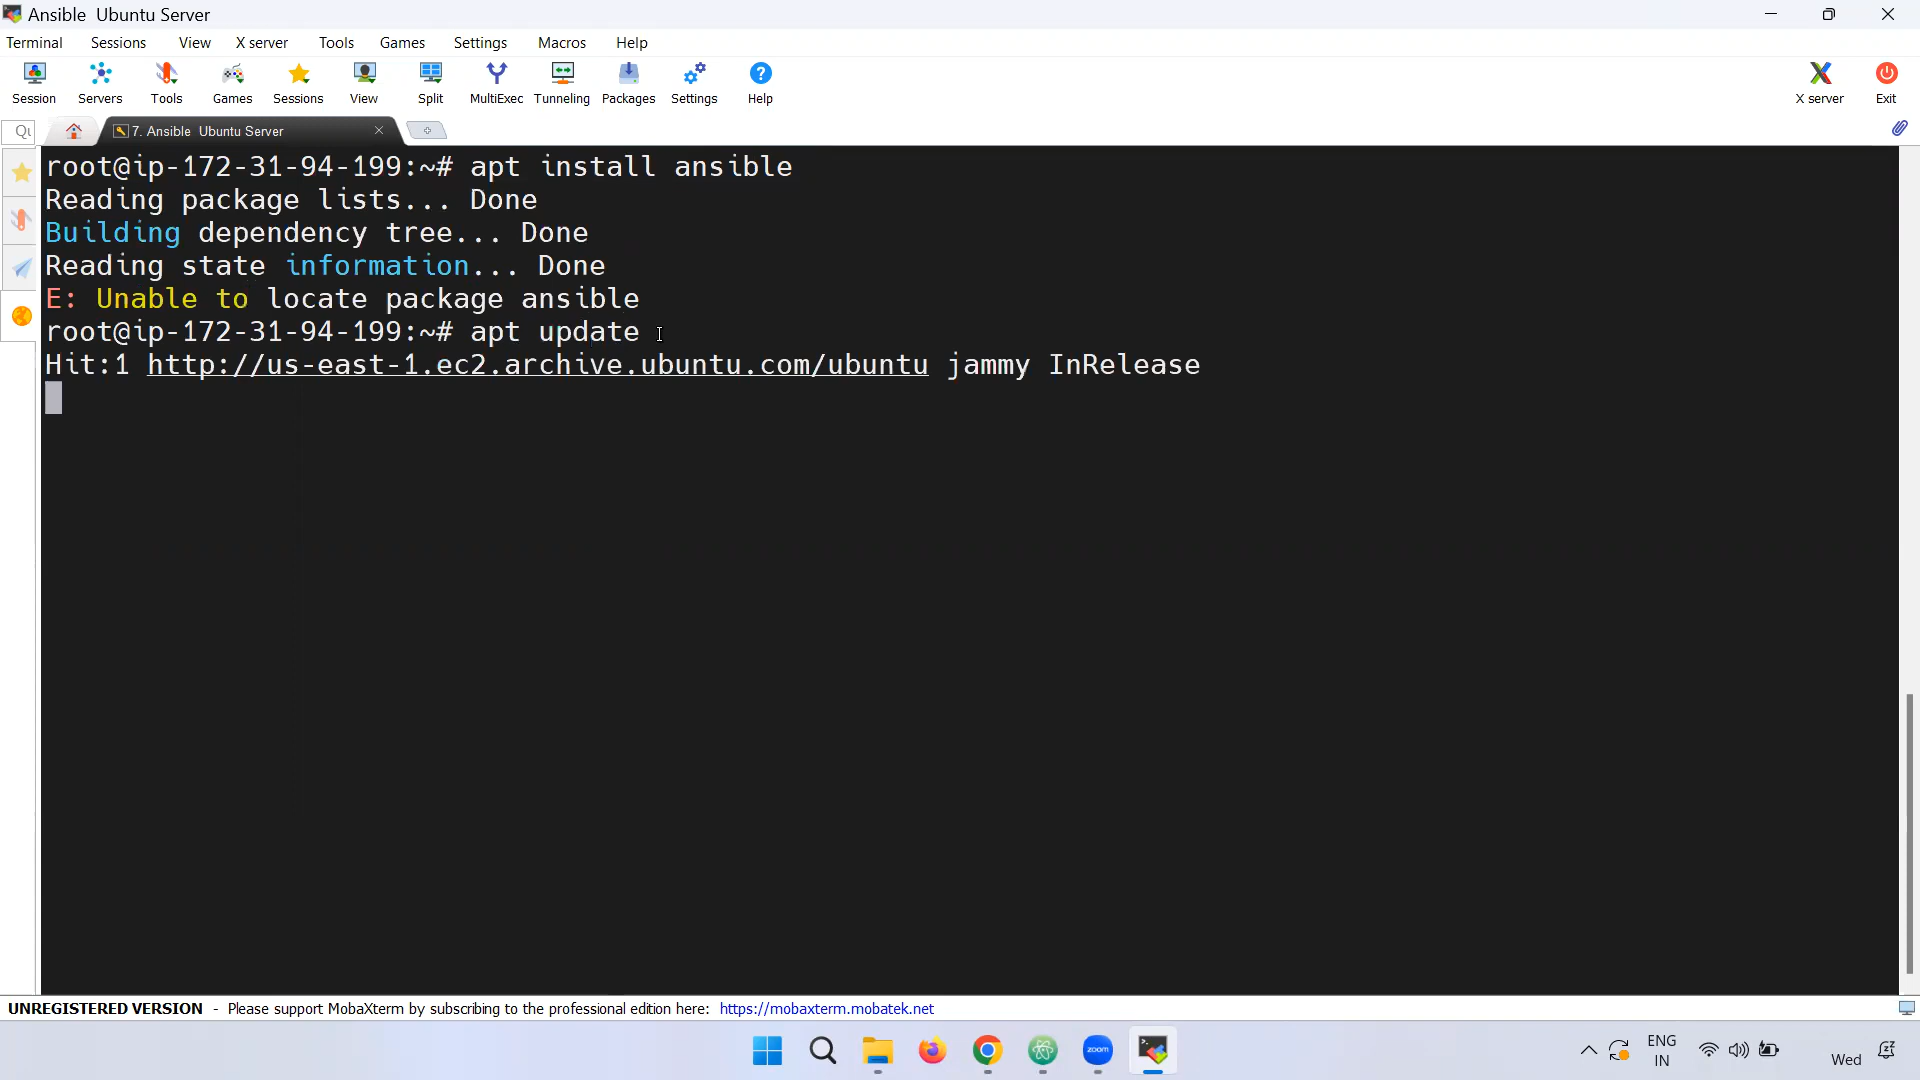 Ansible Ubuntu Server
Terminal Sessions View X server Tools Games Settings Macros Help
Session Servers Tools Games Sessions View Split MultiExec Tunneling Packages Settings Help X server Exit
7. Ansible Ubuntu Server
root@ip-172-31-94-199:~# apt install ansible
Reading package lists... Done
Building dependency tree... Done
Reading state information... Done
E: Unable to locate package ansible
root@ip-172-31-94-199:~# apt update
Hit:1 http://us-east-1.ec2.archive.ubuntu.com/ubuntu jammy InRelease
UNREGISTERED VERSION - Please support MobaXterm by subscribing to the professional edition here: https://mobaxterm.mobatek.net
zoom
ENG
IN
Wed